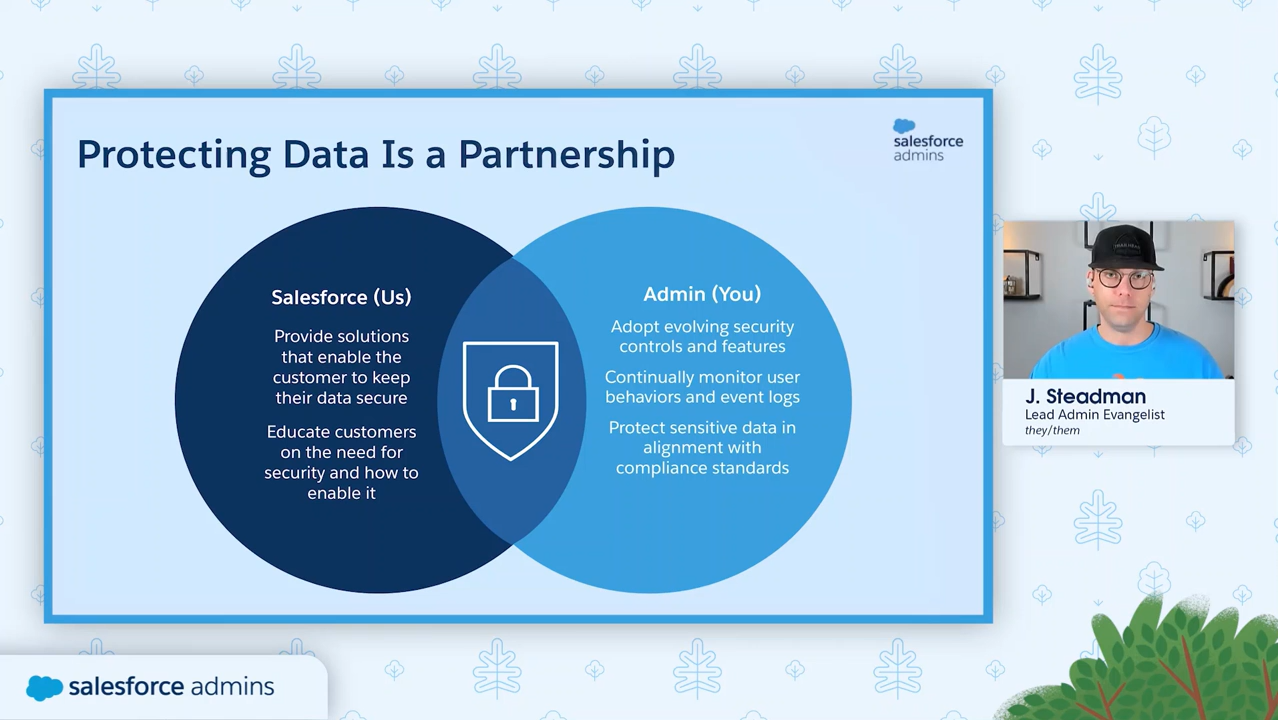 Protecting Data Is a Partnership
salesforce
admins
Salesforce (Us)
Provide solutions
that enable the
customer to keep
their data secure
Educate customers
on the need for
security and how to
enable it
Admin (You)
Adopt evolving security
controls and features
Continually monitor user
behaviors and event logs
Protect sensitive data in
alignment with
compliance standards
J. Steadman
Lead Admin Evangelist
they/them
salesforce admins